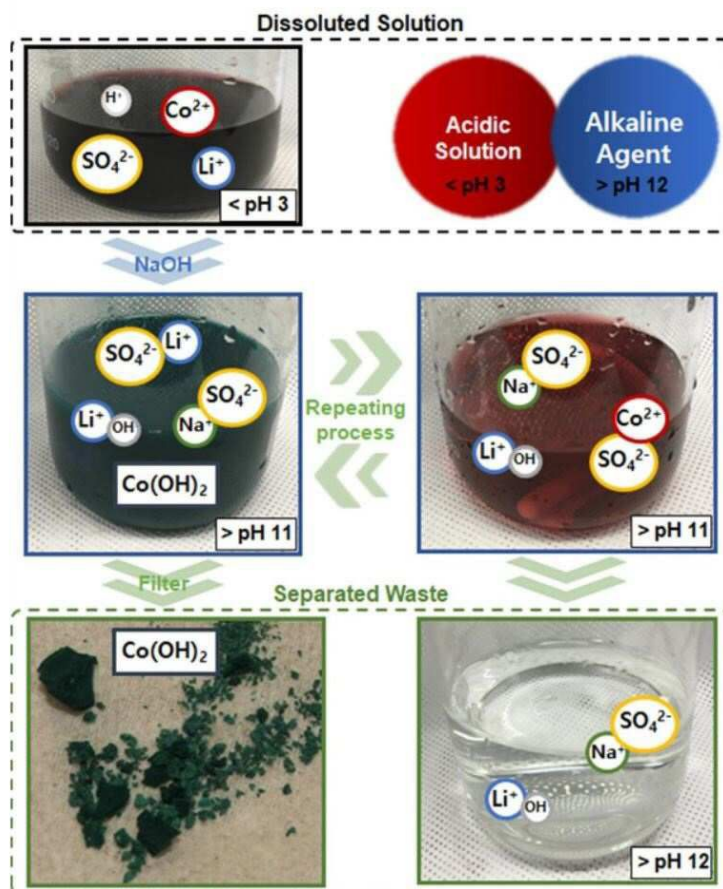 Dissoluted Solution
H⁺
Co²⁺
SO₄²⁻
Li⁺
< pH 3
Acidic
Solution
< pH 3
Alkaline
Agent
> pH 12
NaOH
SO₄²⁻
Li⁺
SO₄²⁻
Li⁺
OH
Na⁺
Co(OH)₂
> pH 11
Repeating
process
SO₄²⁻
Na⁺
Co²⁺
Li⁺
OH
SO₄²⁻
> pH 11
Filter
Separated Waste
Co(OH)₂
SO₄²⁻
Na⁺
Li⁺
OH
> pH 12